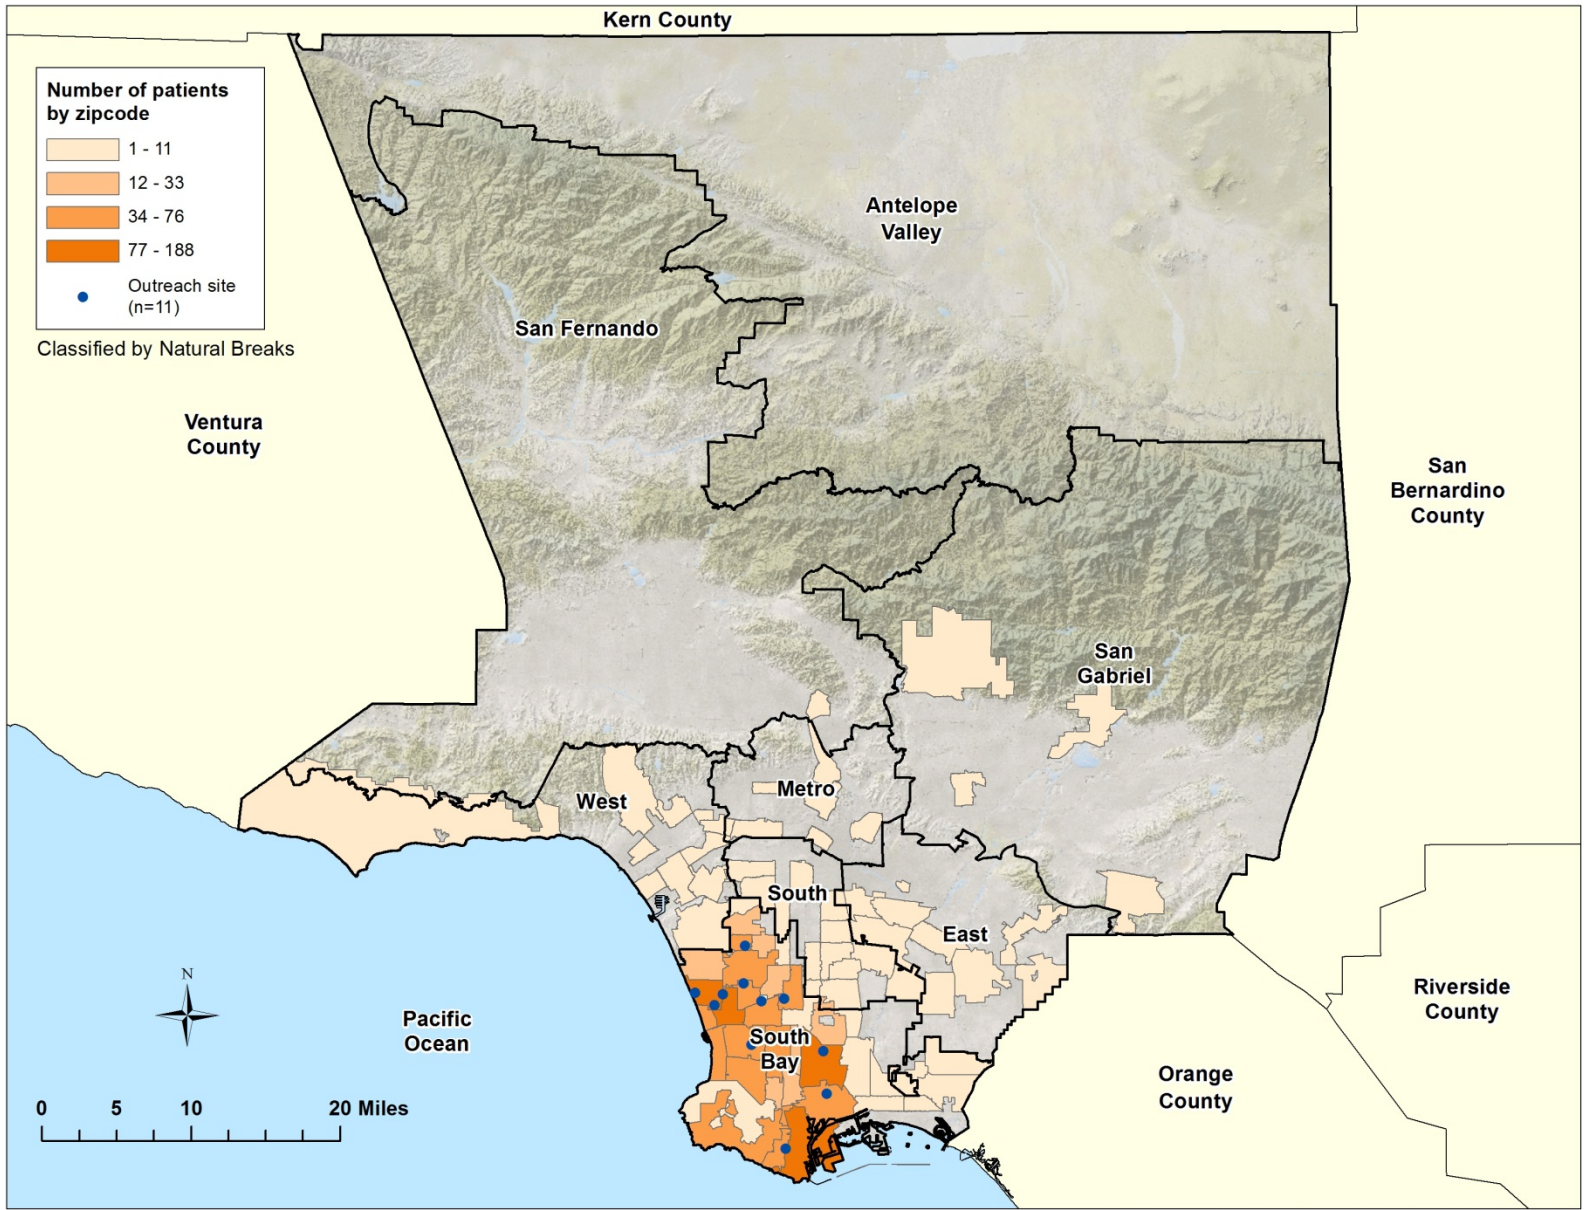 Kern County
Number of patients
by zipcode
1 - 11
12 - 33
34 - 76
77 - 188
Outreach site
(n=11)
Classified by Natural Breaks
Antelope
Valley
San Fernando
Ventura
County
San
Bernardino
County
San
Gabriel
West
Metro
South
East
N
Pacific
Ocean
South
Bay
Riverside
County
Orange
County
0 5 10 20 Miles